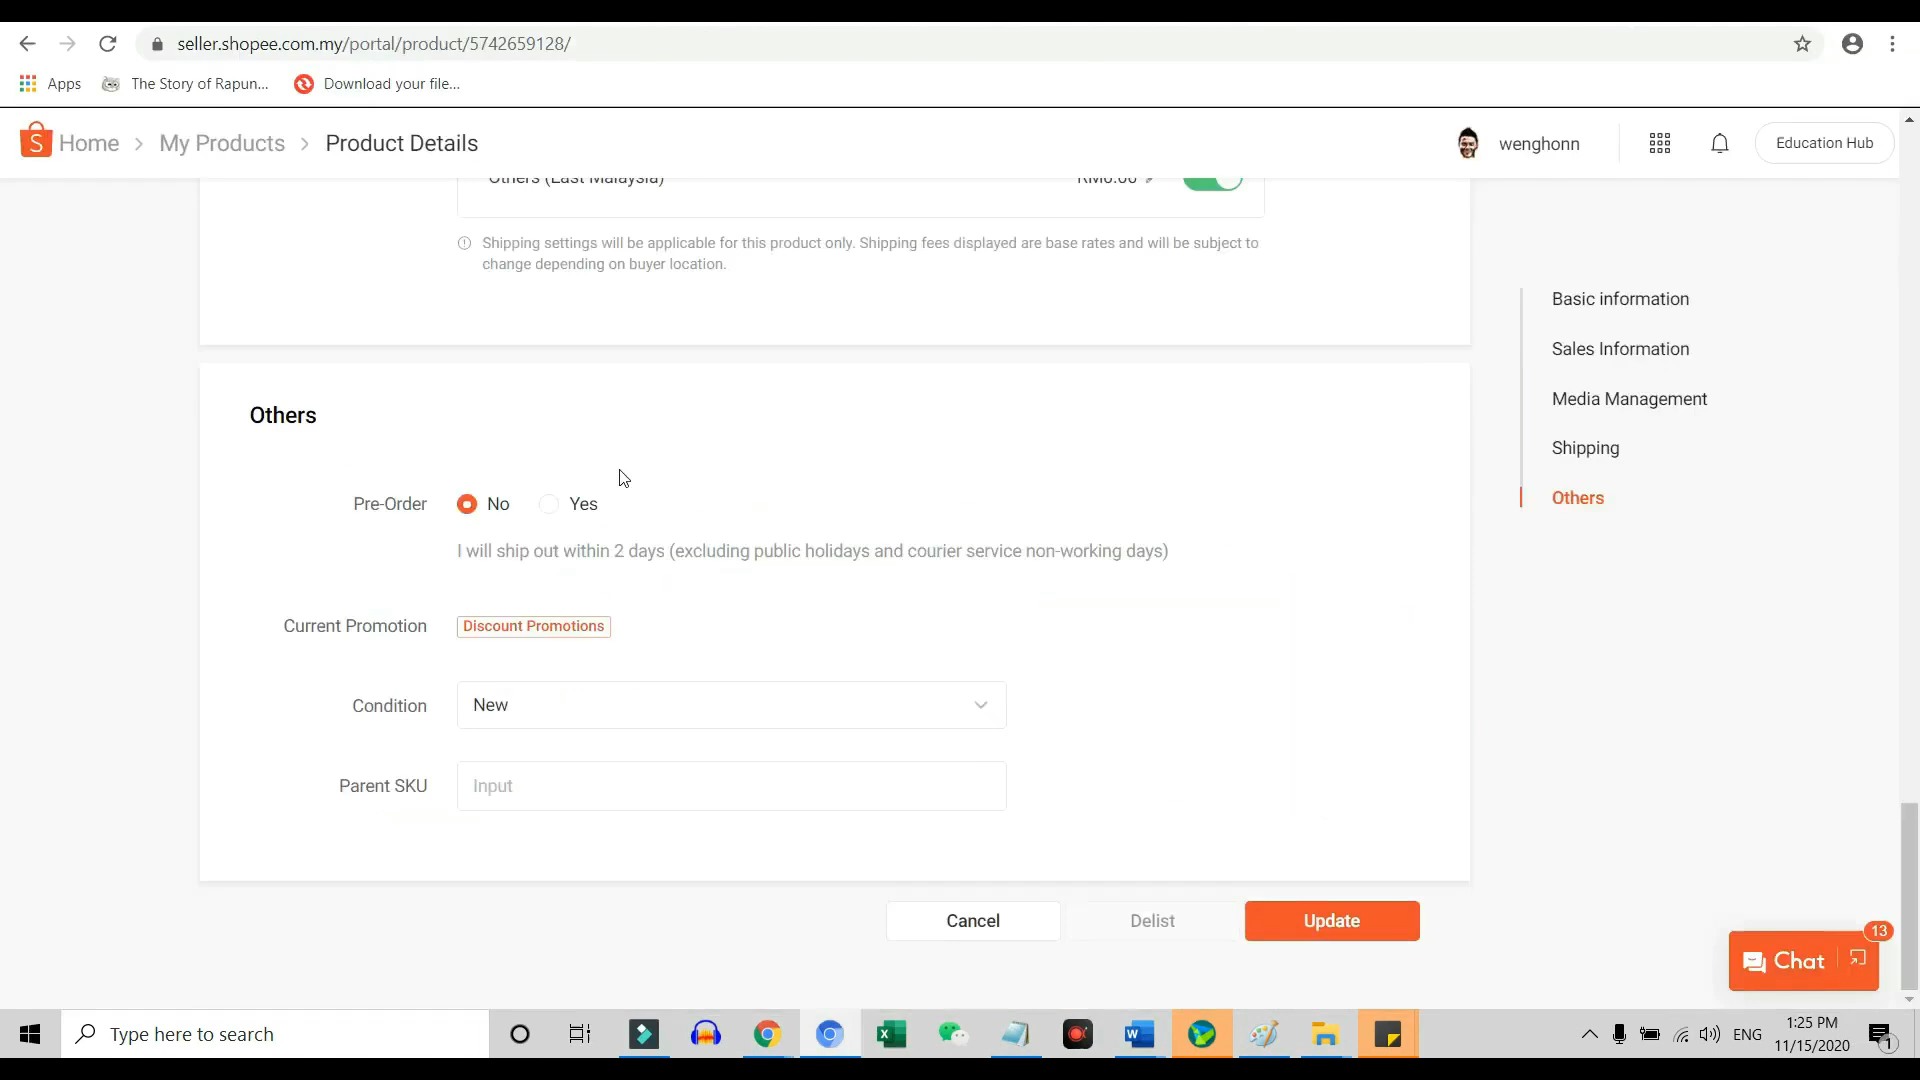 seller.shopee.com.my/portal/product/5742659128/
Apps The Story of Rapun... Download your file...
Home > My Products > Product Details wenghonn Education Hub
Others (East Malaysia)
Shipping settings will be applicable for this product only. Shipping fees displayed are base rates and will be subject to
change depending on buyer location.
Basic information
Sales Information
Media Management
Shipping
Others
Others
Pre-Order No Yes
I will ship out within 2 days (excluding public holidays and courier service non-working days)
Current Promotion Discount Promotions
Condition New
Parent SKU Input
Cancel Delist Update
13
Chat
Type here to search
ENG
1:25 PM
11/15/2020
1